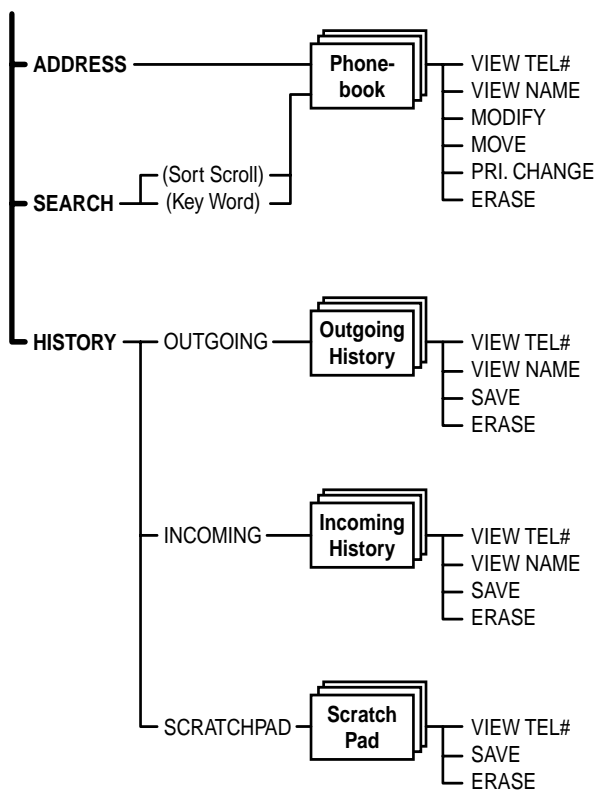 ADDRESS
Phone-
book
VIEW TEL#
VIEW NAME
MODIFY
MOVE
PRI. CHANGE
ERASE
SEARCH
(Sort Scroll)
(Key Word)
HISTORY
OUTGOING
Outgoing
History
VIEW TEL#
VIEW NAME
SAVE
ERASE
INCOMING
Incoming
History
VIEW TEL#
VIEW NAME
SAVE
ERASE
SCRATCHPAD
Scratch
Pad
VIEW TEL#
SAVE
ERASE